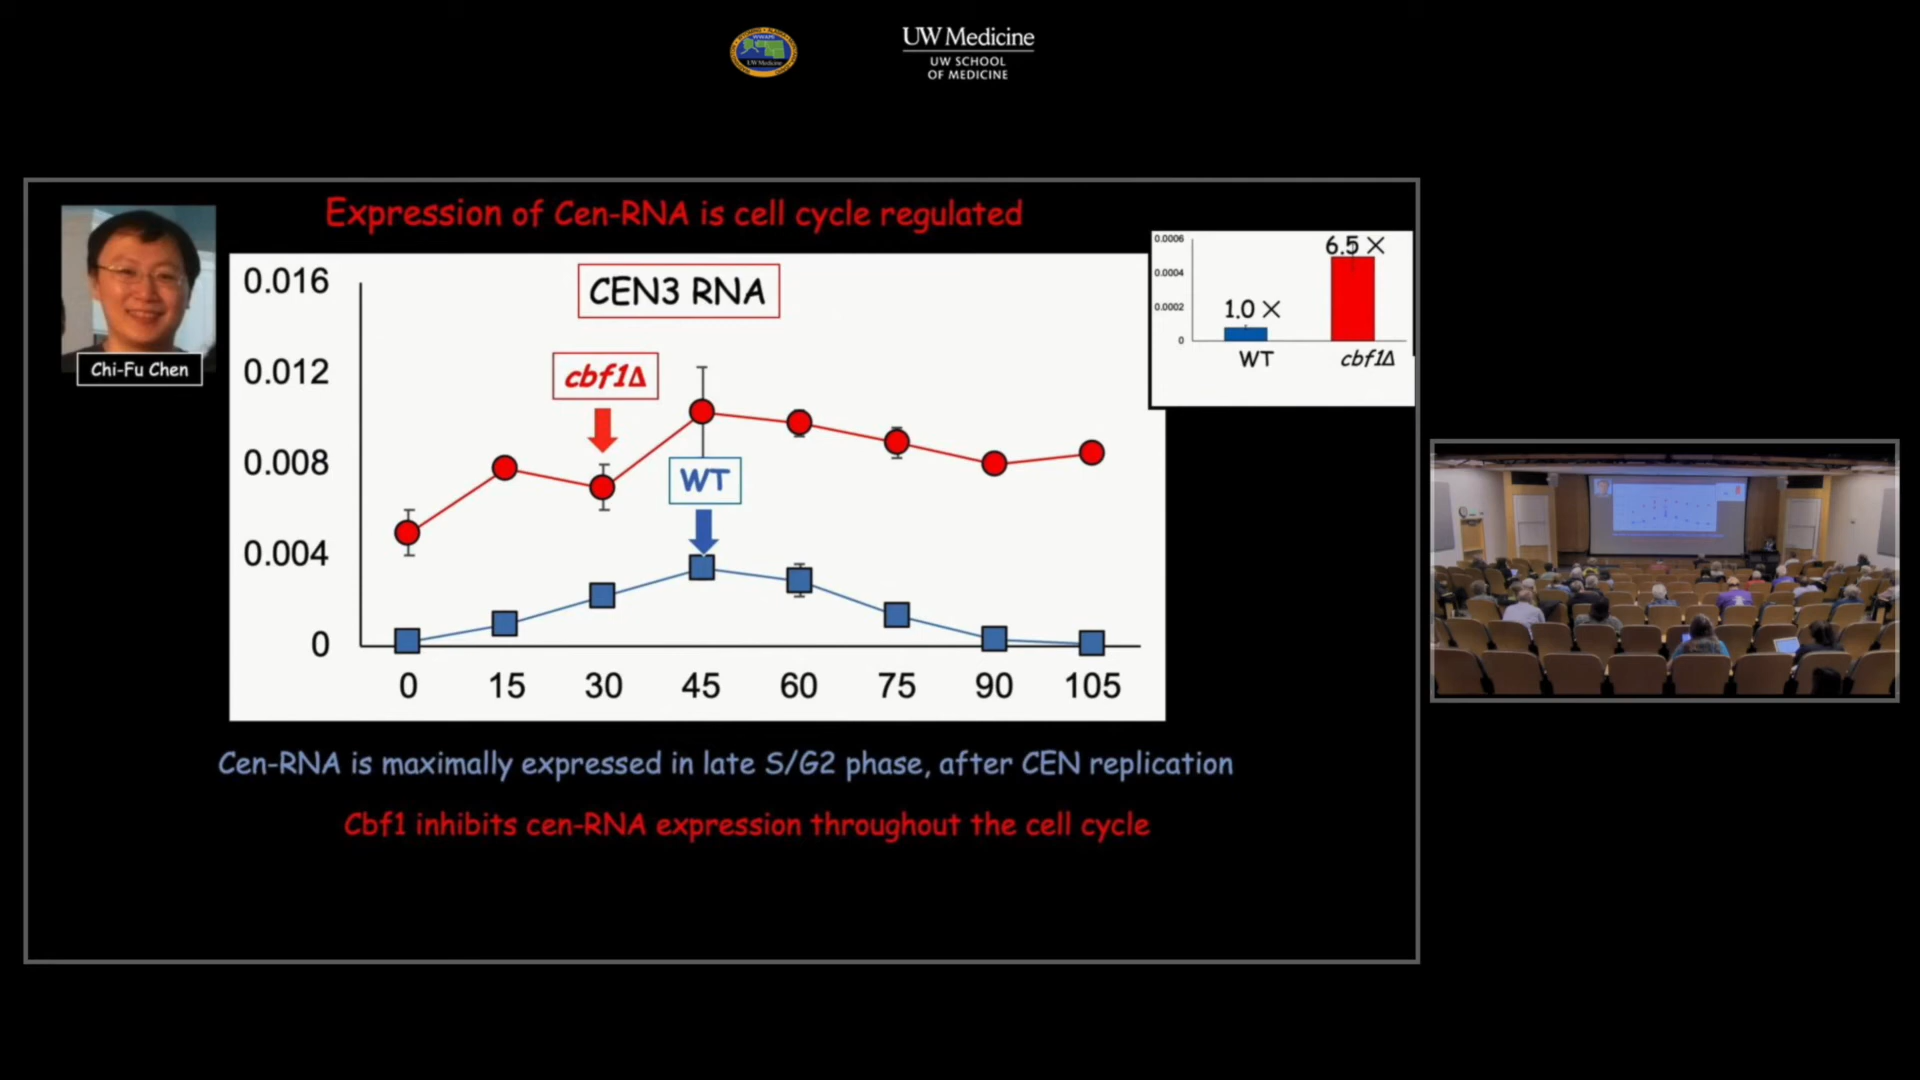 UW Medicine
UW Medicine
UW SCHOOL
OF MEDICINE
Expression of Cen-RNA is cell cycle regulated
Chi-Fu Chen
CEN3 RNA
cbf1Δ
WT
0.016
0.012
0.008
0.004
0
0 15 30 45 60 75 90 105
0.0006
0.0004
0.0002
0
1.0 X
6.5 X
WT
cbf1Δ
Cen-RNA is maximally expressed in late S/G2 phase, after CEN replication
Cbf1 inhibits cen-RNA expression throughout the cell cycle